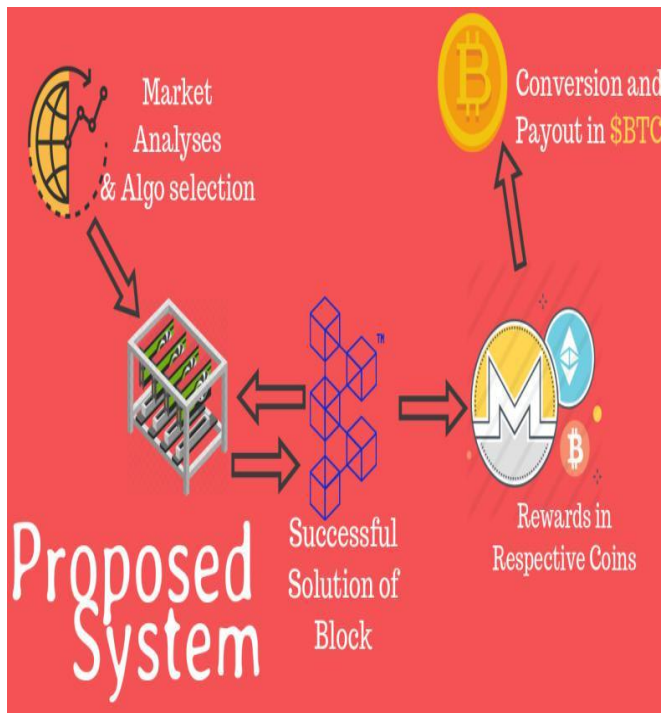 Market
Analyses
& Algo selection
Conversion and
Payout in $BTC
TM
Successful
Solution of
Block
Rewards in
Respective Coins
Proposed
System